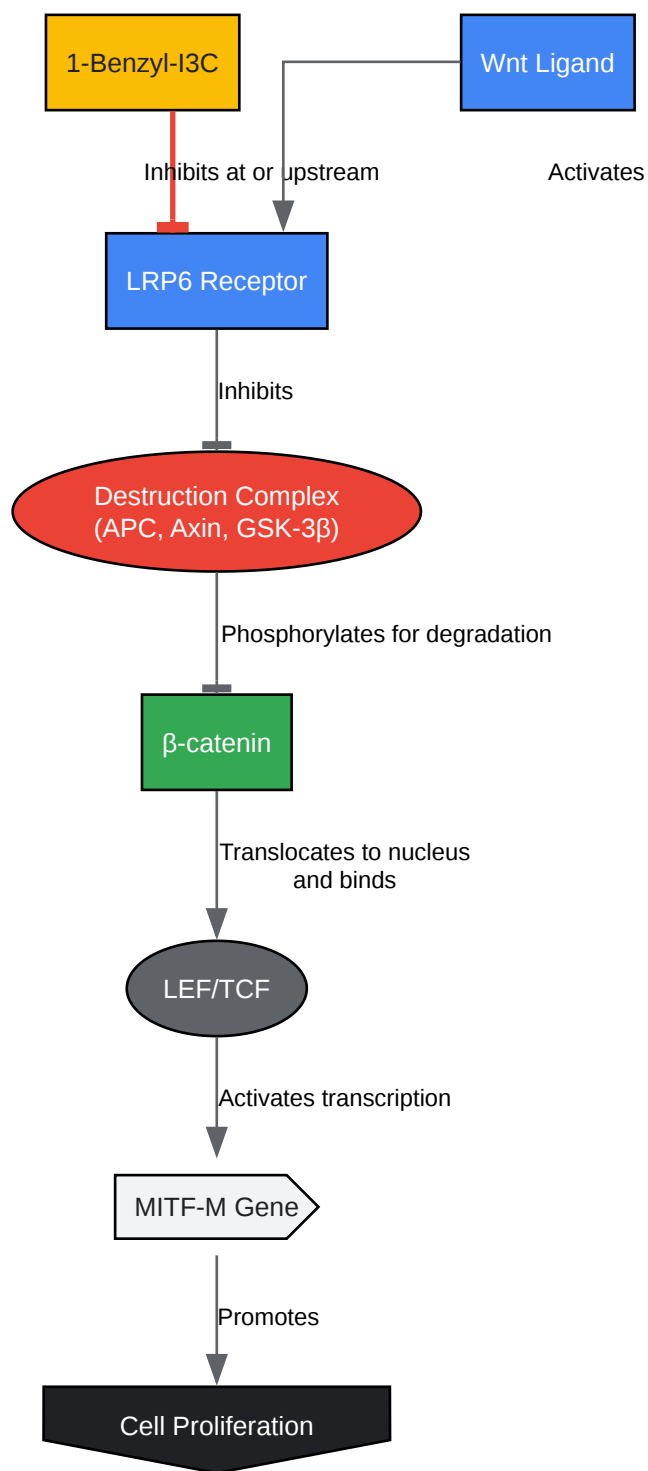 1-Benzyl-I3C
Wnt Ligand
Inhibits at or upstream
Activates
LRP6 Receptor
Inhibits
Destruction Complex
(APC, Axin, GSK-3β)
Phosphorylates for degradation
β-catenin
Translocates to nucleus
and binds
LEF/TCF
Activates transcription
MITF-M Gene
Promotes
Cell Proliferation